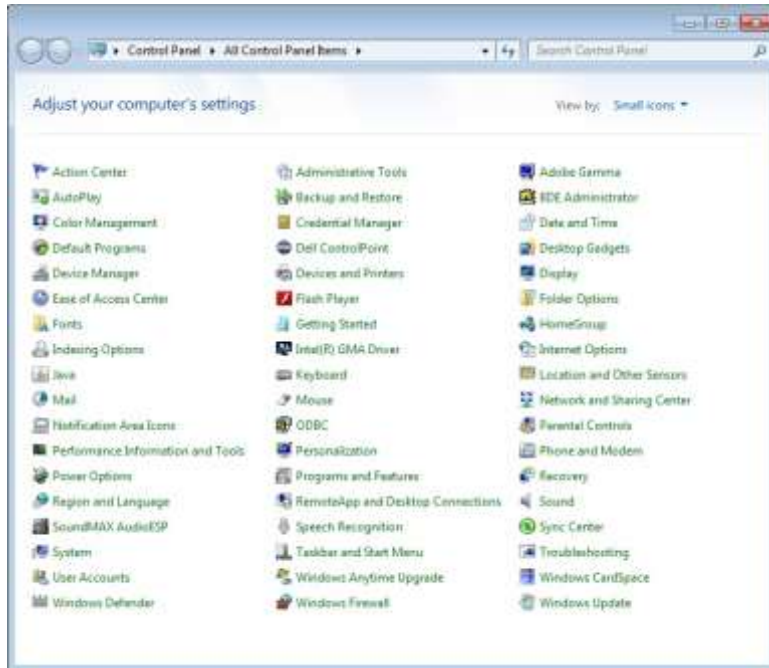 Control Panel ▸ All Control Panel Items ▸ Search Control Panel
Adjust your computer's settings View by: Small icons
Action Center Administrative Tools Adobe Gamma
AutoPlay Backup and Restore BDE Administrator
Color Management Credential Manager Date and Time
Default Programs Dell ControlPoint Desktop Gadgets
Device Manager Devices and Printers Display
Ease of Access Center Flash Player Folder Options
Fonts Getting Started HomeGroup
Indexing Options Intel(R) GMA Driver Internet Options
Java Keyboard Location and Other Sensors
Mail Mouse Network and Sharing Center
Notification Area Icons ODBC Parental Controls
Performance Information and Tools Personalization Phone and Modem
Power Options Programs and Features Recovery
Region and Language RemoteApp and Desktop Connections Sound
SoundMAX AudioESP Speech Recognition Sync Center
System Taskbar and Start Menu Troubleshooting
User Accounts Windows Anytime Upgrade Windows CardSpace
Windows Defender Windows Firewall Windows Update